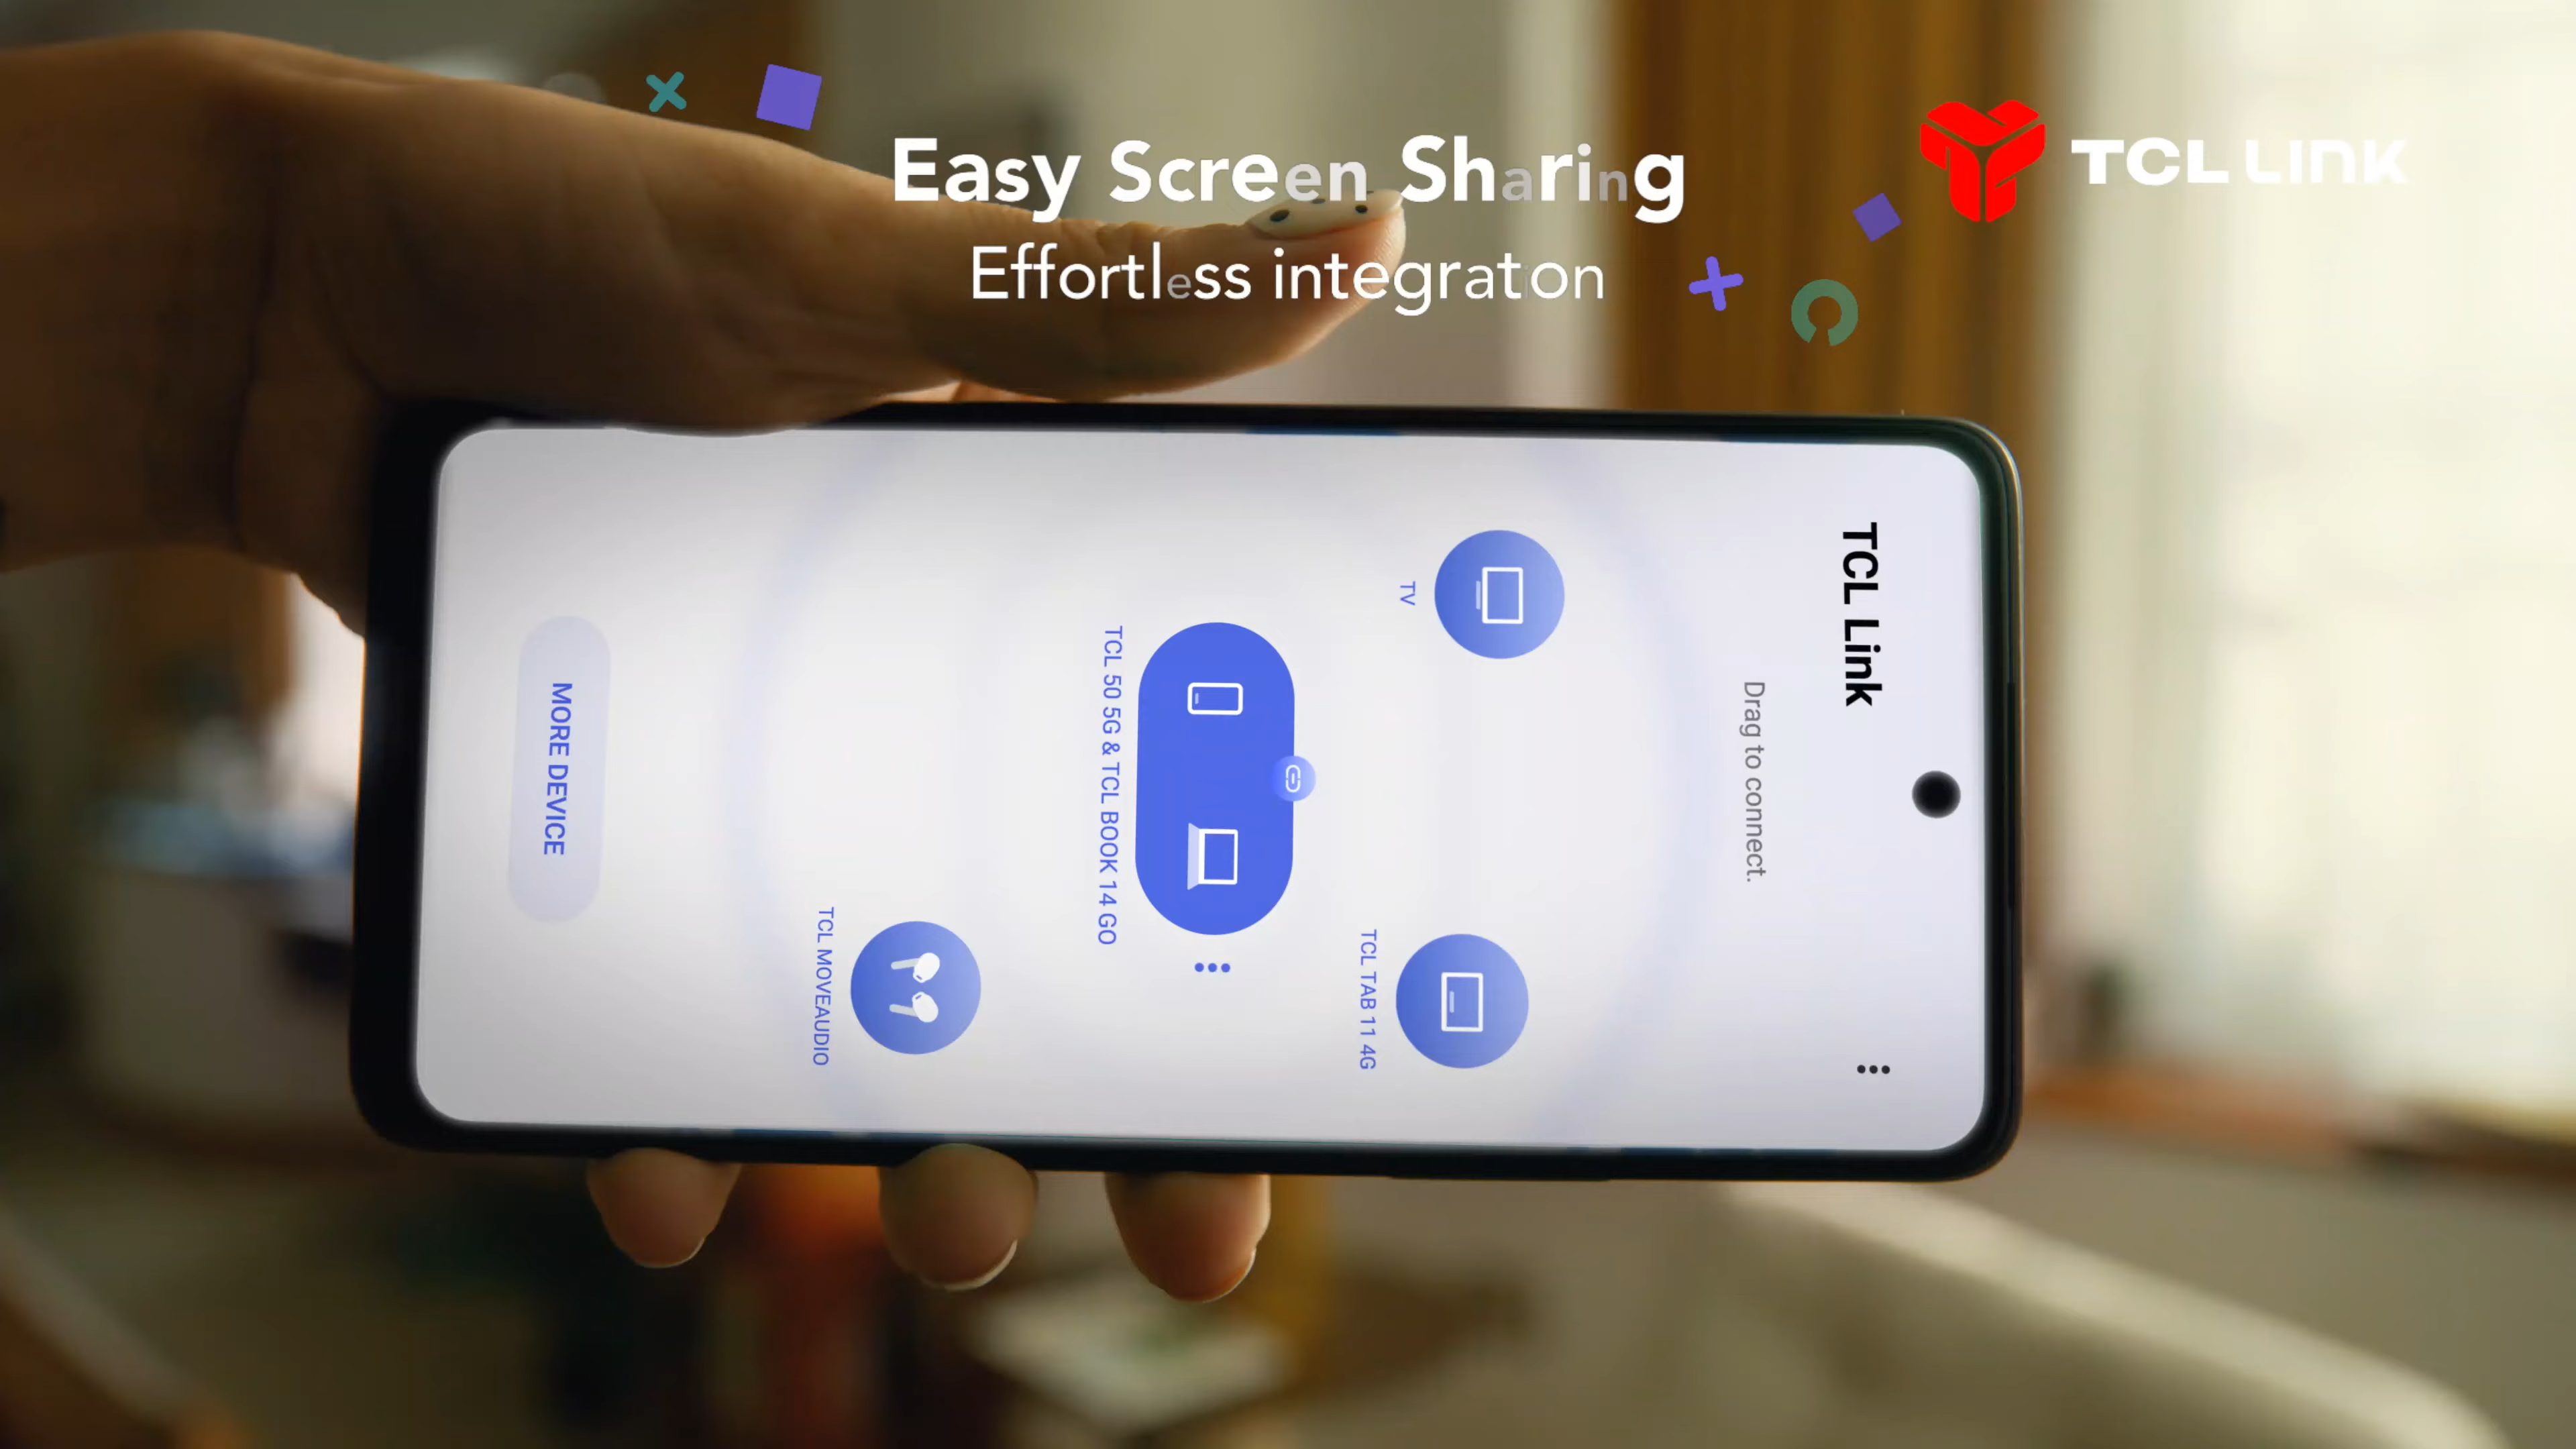 Easy Screen Sharing
Effortless integration
TCL LINK
TCL Link
Drag to connect.
TV
TCL TAB 11 4G
TCL 50 5G & TCL BOOK 14 GO
TCL MOVEAUDIO
MORE DEVICE